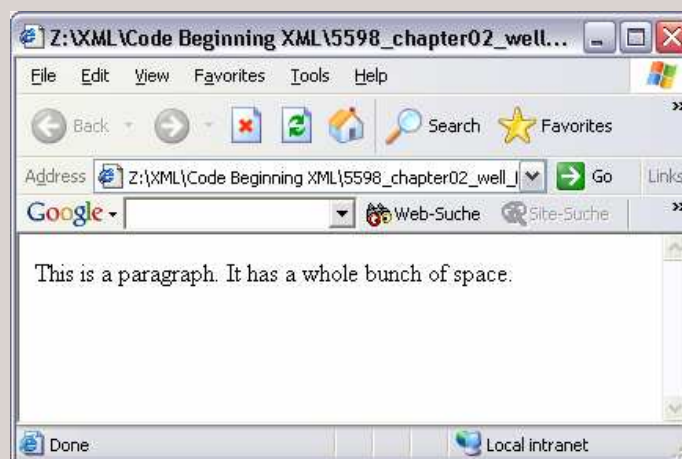 Z:\XML\Code Beginning XML\5598_chapter02_well...
File Edit View Favorites Tools Help
Back Search Favorites »
Address Z:\XML\Code Beginning XML\5598_chapter02_well_ Go Links
Google Web-Suche Site-Suche »
This is a paragraph. It has a whole bunch of space.
Done Local intranet